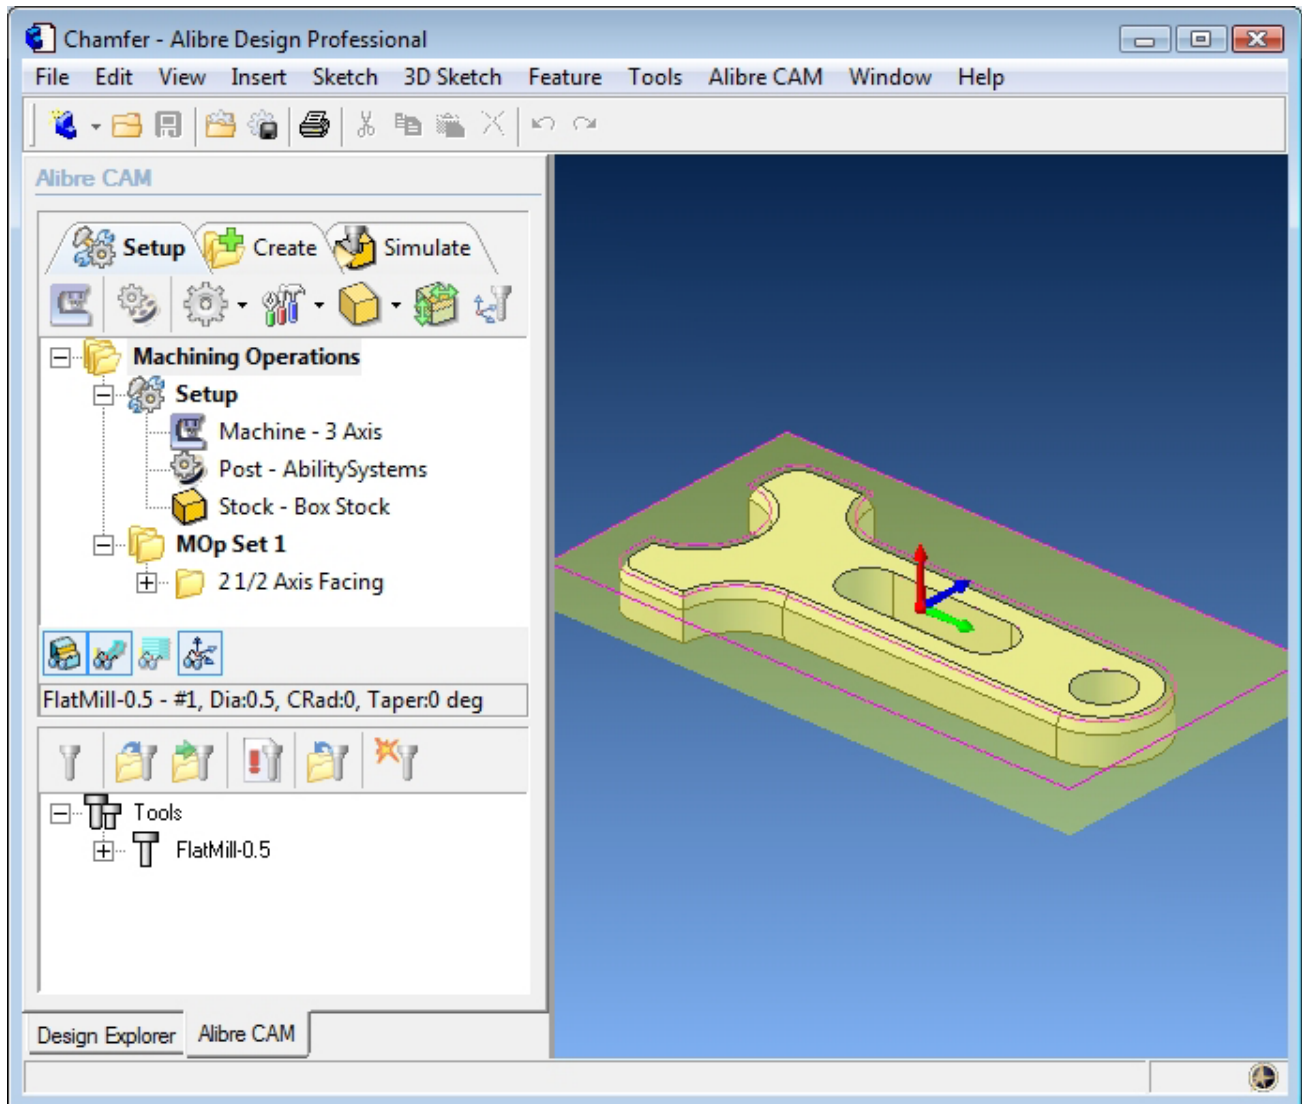 Chamfer - Alibre Design Professional
File Edit View Insert Sketch 3D Sketch Feature Tools Alibre CAM Window Help
Alibre CAM
Setup Create Simulate
Machining Operations
Setup
Machine - 3 Axis
Post - AbilitySystems
Stock - Box Stock
MOp Set 1
2 1/2 Axis Facing
FlatMill-0.5 - #1, Dia:0.5, CRad:0, Taper:0 deg
Tools
FlatMill-0.5
Design Explorer Alibre CAM